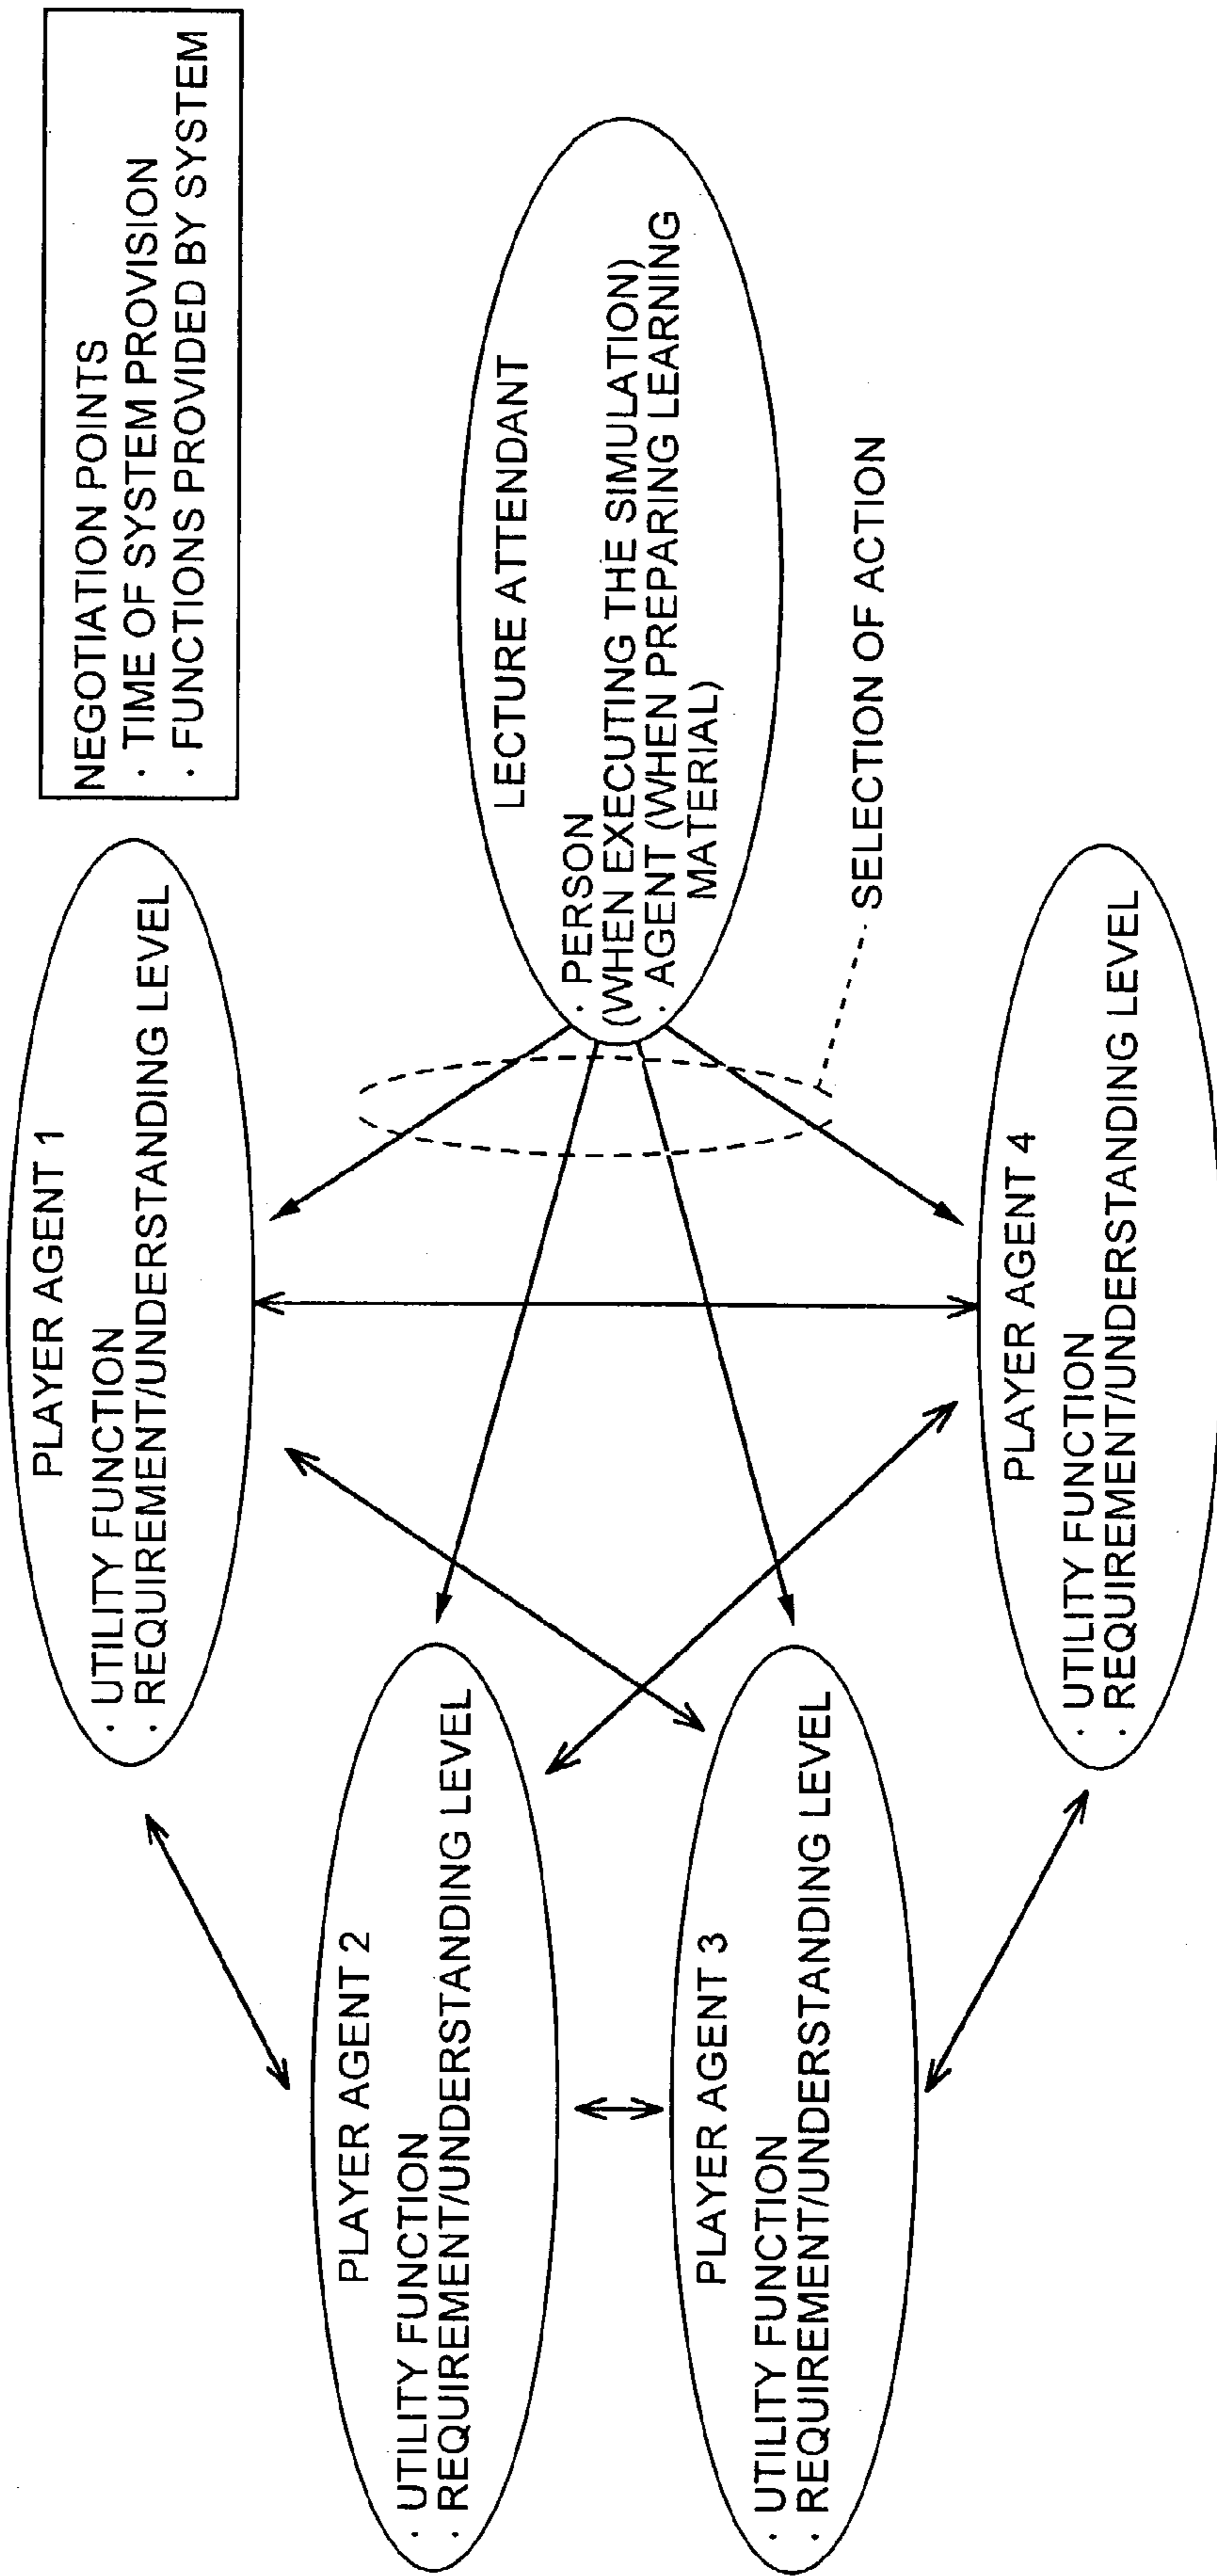 NEGOTIATION POINTS
· TIME OF SYSTEM PROVISION
· FUNCTIONS PROVIDED BY SYSTEM
PLAYER AGENT 1
· UTILITY FUNCTION
· REQUIREMENT/UNDERSTANDING LEVEL
PLAYER AGENT 2
· UTILITY FUNCTION
· REQUIREMENT/UNDERSTANDING LEVEL
LECTURE ATTENDANT
· PERSON
(WHEN EXECUTING THE SIMULATION)
· AGENT (WHEN PREPARING LEARNING
MATERIAL)
PLAYER AGENT 3
· UTILITY FUNCTION
· REQUIREMENT/UNDERSTANDING LEVEL
SELECTION OF ACTION
PLAYER AGENT 4
· UTILITY FUNCTION
· REQUIREMENT/UNDERSTANDING LEVEL